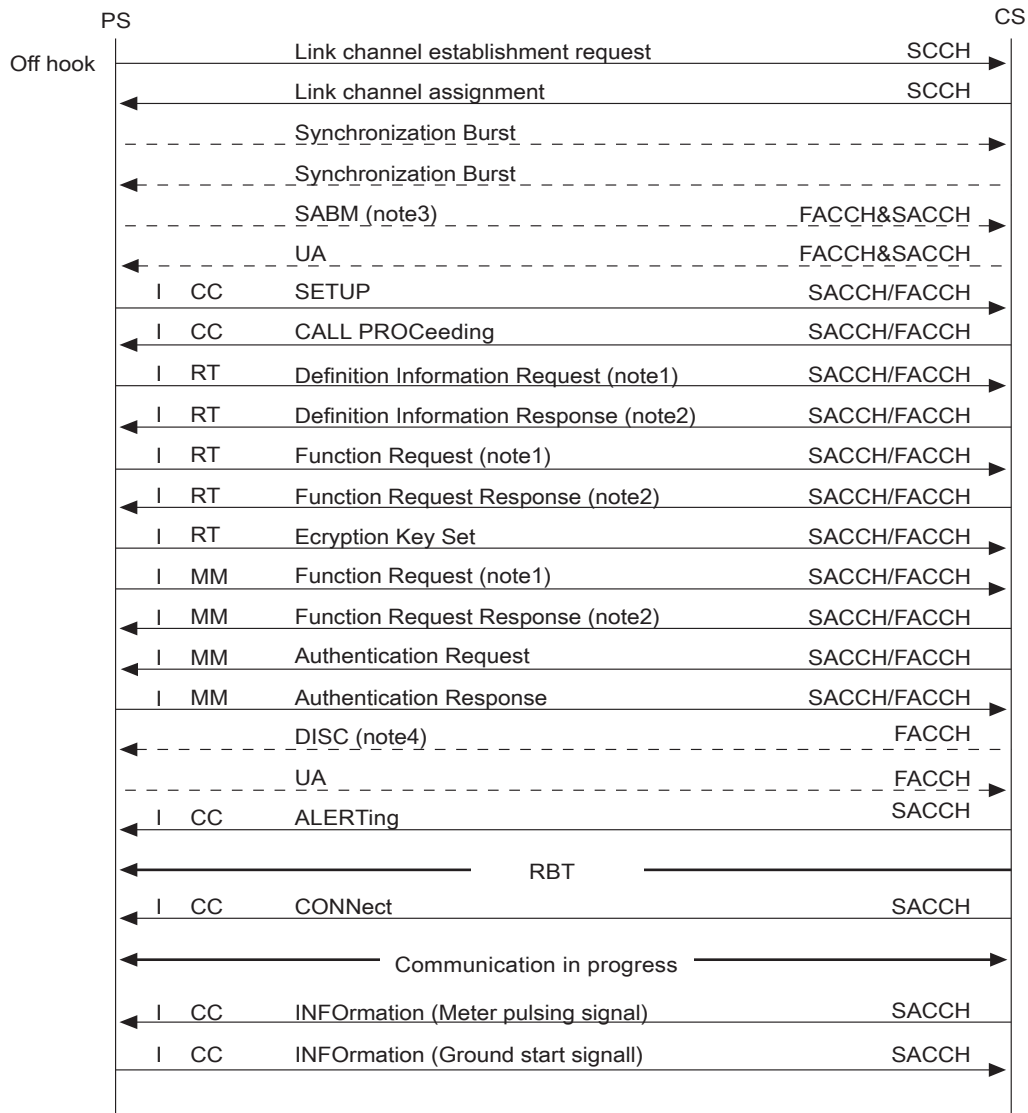 PS CS
Off hook Link channel establishment request SCCH
Link channel assignment SCCH
Synchronization Burst
Synchronization Burst
SABM (note3) FACCH&SACCH
UA FACCH&SACCH
I CC SETUP SACCH/FACCH
I CC CALL PROCeeding SACCH/FACCH
I RT Definition Information Request (note1) SACCH/FACCH
I RT Definition Information Response (note2) SACCH/FACCH
I RT Function Request (note1) SACCH/FACCH
I RT Function Request Response (note2) SACCH/FACCH
I RT Ecryption Key Set SACCH/FACCH
I MM Function Request (note1) SACCH/FACCH
I MM Function Request Response (note2) SACCH/FACCH
I MM Authentication Request SACCH/FACCH
I MM Authentication Response SACCH/FACCH
DISC (note4) FACCH
UA FACCH
I CC ALERTing SACCH
RBT
I CC CONNect SACCH
Communication in progress
I CC INFOrmation (Meter pulsing signal) SACCH
I CC INFOrmation (Ground start signall) SACCH